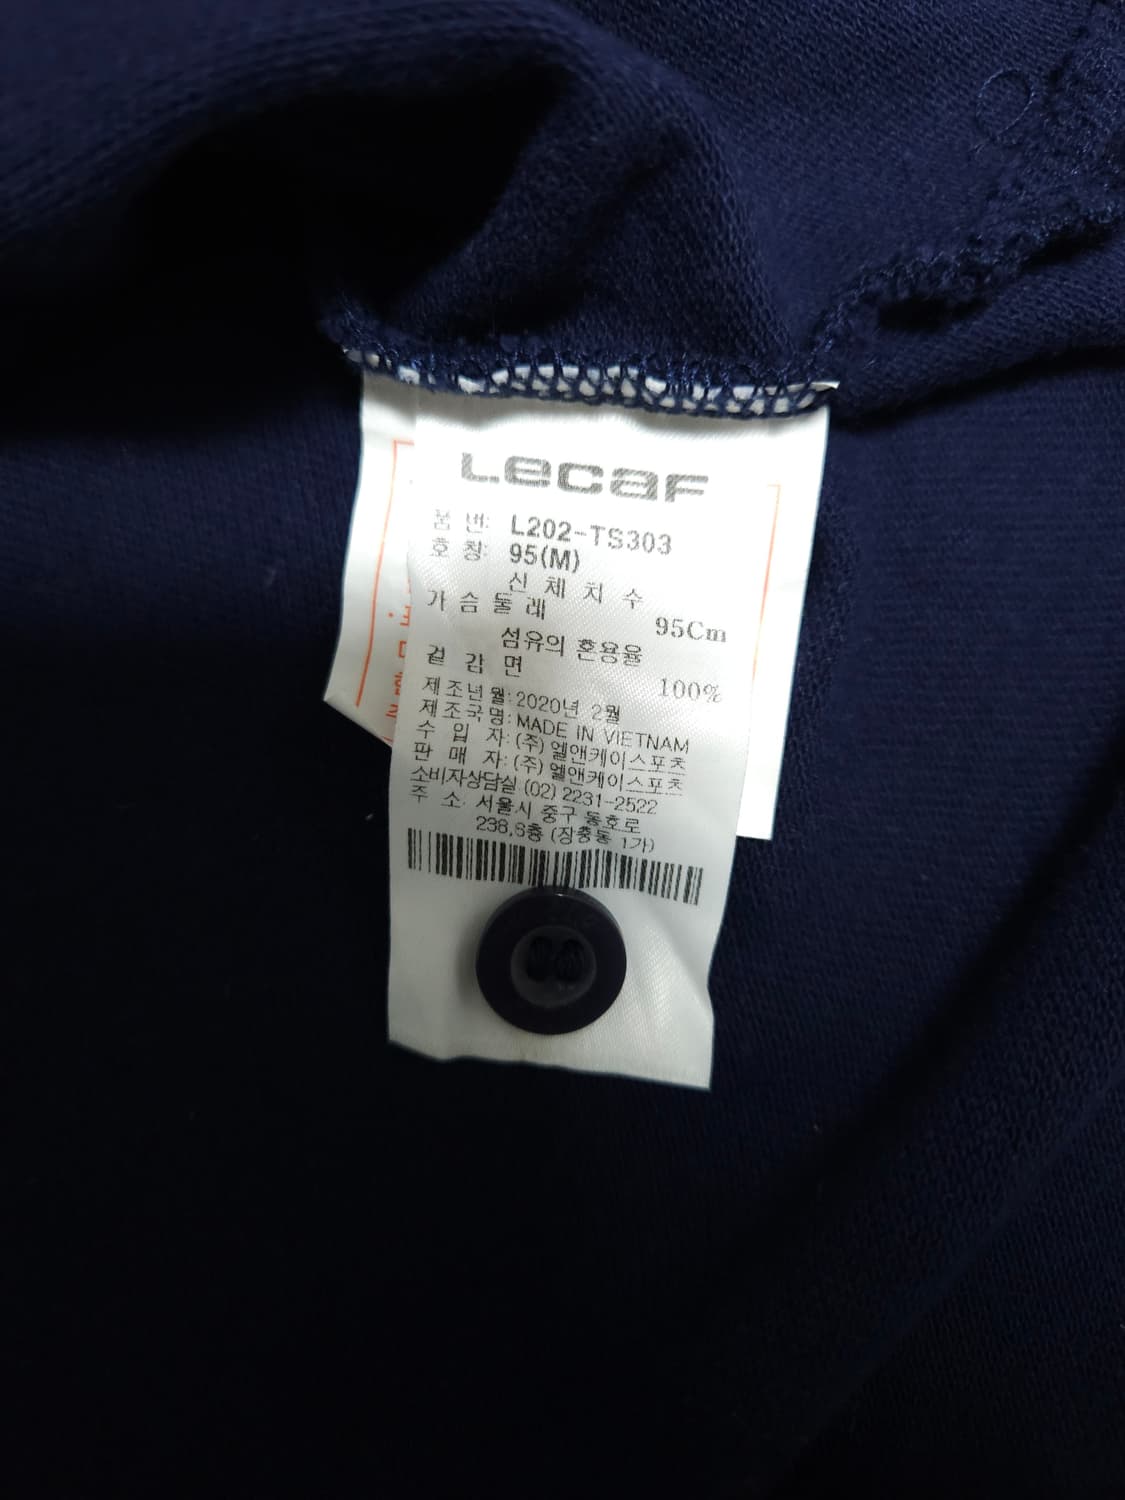 Lecaf
품 번: L202-TS303
호 칭: 95(M)
신 체 치 수
가 슴 둘 레 95Cm
섬유의 혼용율
겉 감 면 100%
제조년월: 2020년 2월
제조국명: MADE IN VIETNAM
수 입 자: (주) 엘앤케이스포츠
판 매 자: (주) 엘앤케이스포츠
소비자상담실 (02) 2231-2522
주 소: 서울시 중구 동호로
238,6층 (장충동 1가)